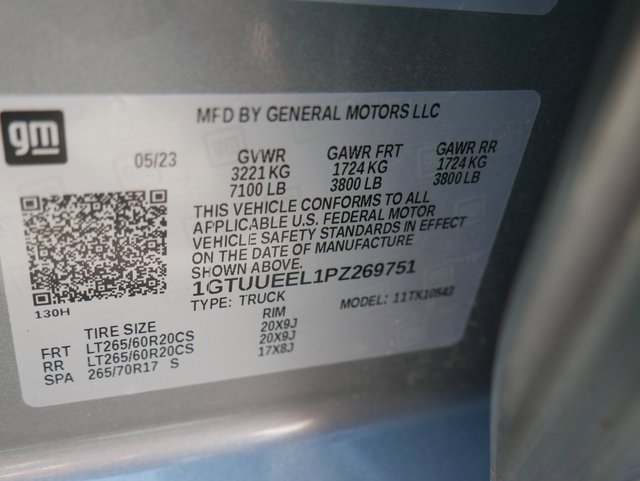 gm
MFD BY GENERAL MOTORS LLC
05/23 GVWR GAWR FRT GAWR RR
3221 KG 1724 KG 1724 KG
7100 LB 3800 LB 3800 LB
THIS VEHICLE CONFORMS TO ALL
APPLICABLE U.S. FEDERAL MOTOR
VEHICLE SAFETY STANDARDS IN EFFECT
ON THE DATE OF MANUFACTURE
SHOWN ABOVE.
1GTUUEEL1PZ269751
TYPE: TRUCK MODEL: 11TK10543
130H
TIRE SIZE RIM
FRT LT265/60R20CS 20X9J
RR LT265/60R20CS 20X9J
SPA 265/70R17 S 17X8J